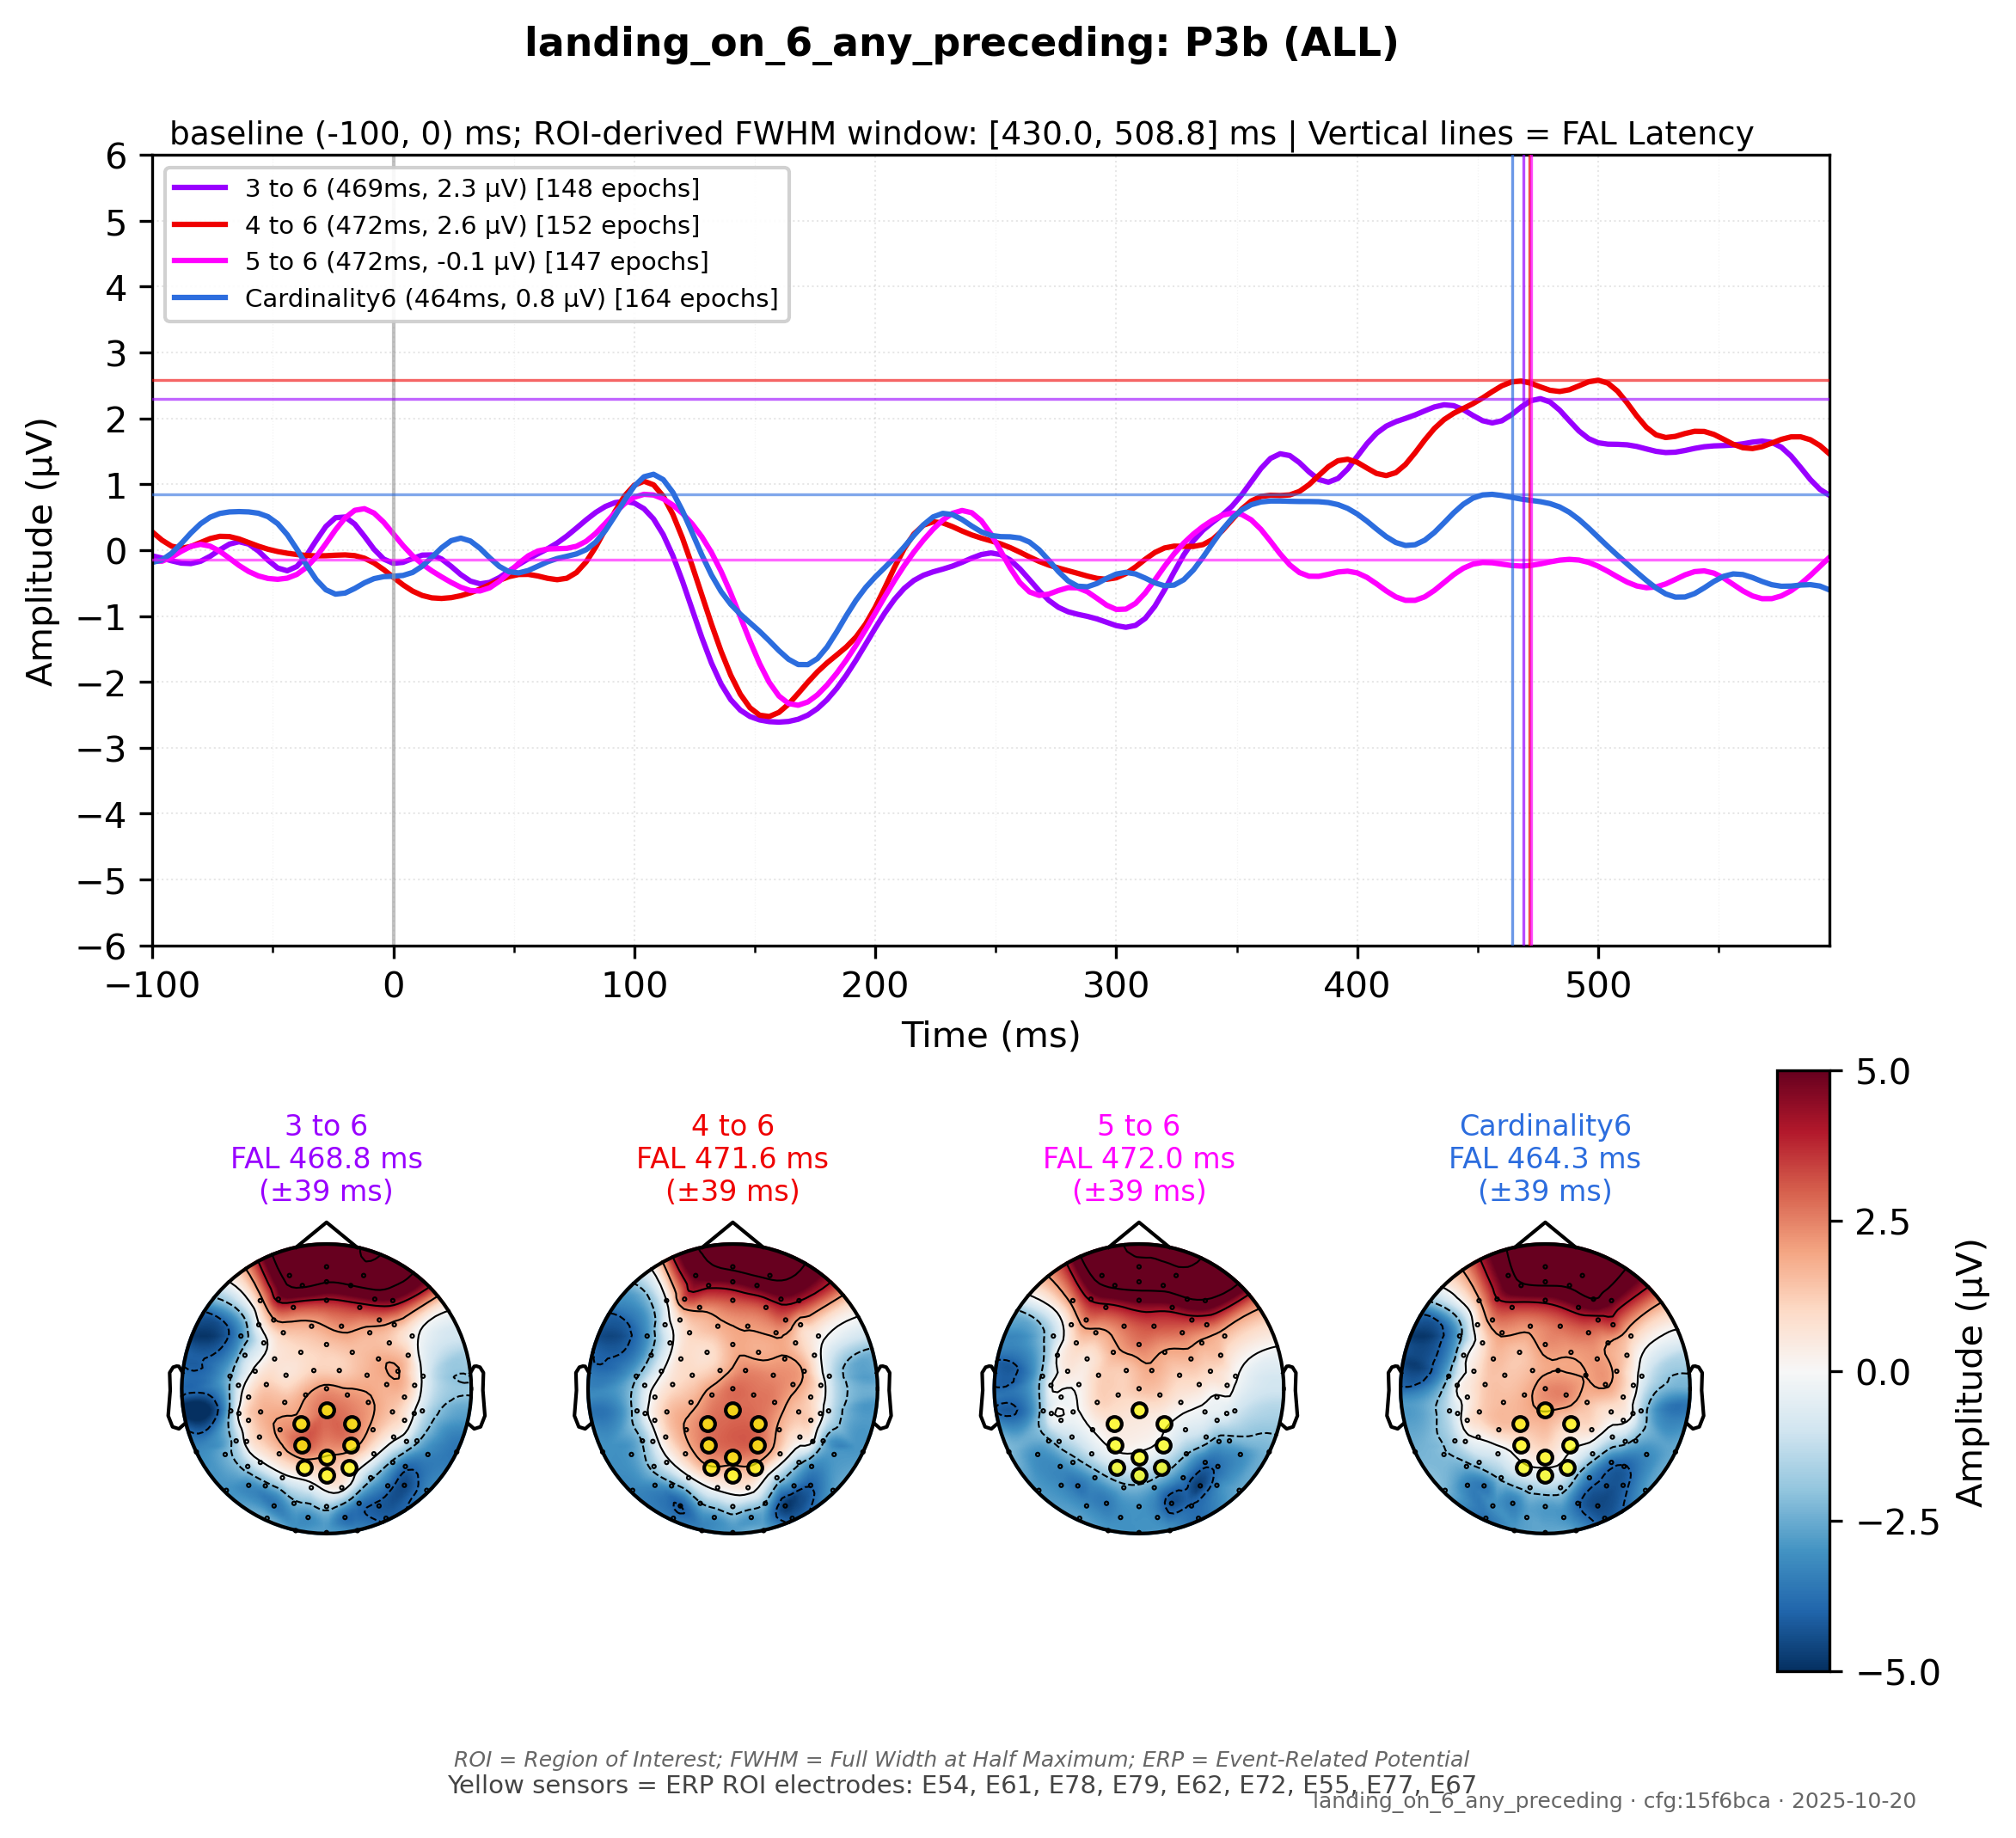 landing_on_6_any_preceding: P3b (ALL)
baseline (-100, 0) ms; ROI-derived FWHM window: [430.0, 508.8] ms | Vertical lines = FAL Latency
6
5
4
3
2
1
0
−1
−2
−3
−4
−5
−6
Amplitude (µV)
3 to 6 (469ms, 2.3 µV) [148 epochs]
4 to 6 (472ms, 2.6 µV) [152 epochs]
5 to 6 (472ms, -0.1 µV) [147 epochs]
Cardinality6 (464ms, 0.8 µV) [164 epochs]
−100 0 100 200 300 400 500
Time (ms)
3 to 6
FAL 468.8 ms
(±39 ms)
4 to 6
FAL 471.6 ms
(±39 ms)
5 to 6
FAL 472.0 ms
(±39 ms)
Cardinality6
FAL 464.3 ms
(±39 ms)
5.0
2.5
0.0
−2.5
−5.0
Amplitude (µV)
ROI = Region of Interest; FWHM = Full Width at Half Maximum; ERP = Event-Related Potential
Yellow sensors = ERP ROI electrodes: E54, E61, E78, E79, E62, E72, E55, E77, E67
landing_on_6_any_preceding · cfg:15f6bca · 2025-10-20